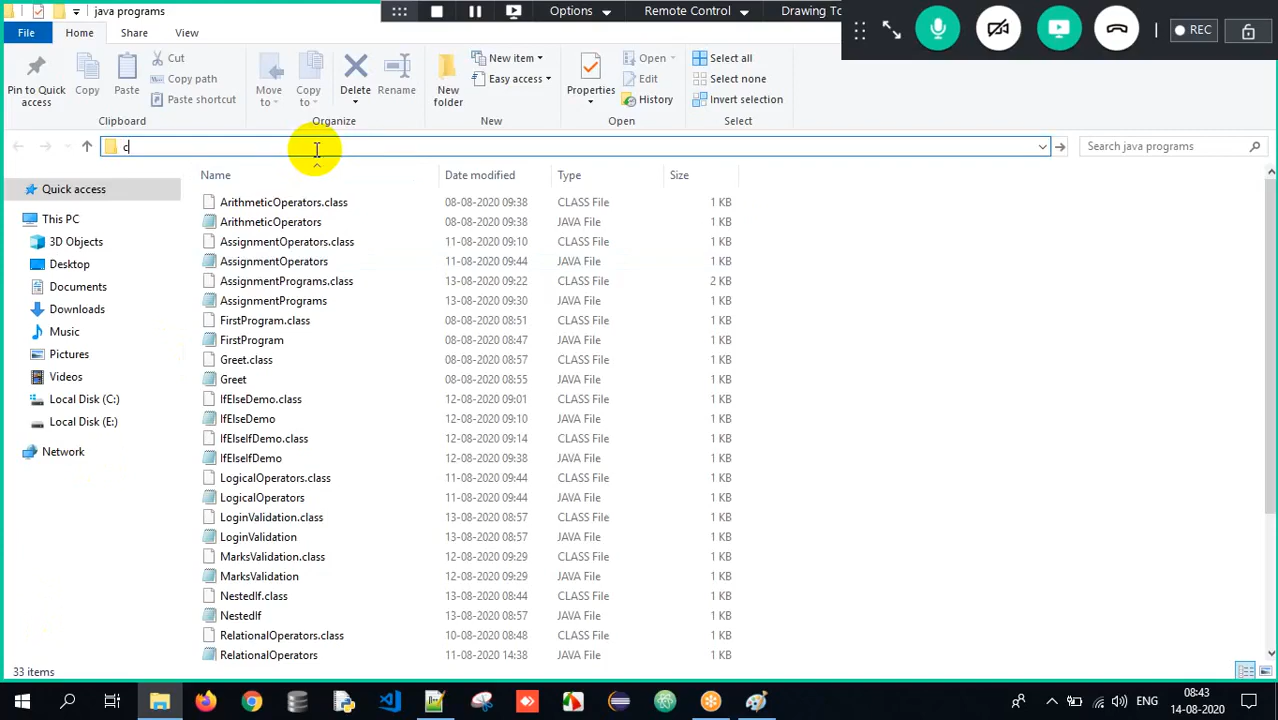 java programs
Options
Remote Control
Drawing To
REC
File
Home
Share
View
Pin to Quick access
Copy
Paste
Cut
Copy path
Paste shortcut
Move to
Copy to
Delete
Rename
New folder
New item
Easy access
Properties
Open
Edit
History
Select all
Select none
Invert selection
Clipboard
Organize
New
Open
Select
c
Search java programs
Name
Date modified
Type
Size
Quick access
This PC
3D Objects
Desktop
Documents
Downloads
Music
Pictures
Videos
Local Disk (C:)
Local Disk (E:)
Network
ArithmeticOperators.class 08-08-2020 09:38 CLASS File 1 KB
ArithmeticOperators 08-08-2020 09:38 JAVA File 1 KB
AssignmentOperators.class 11-08-2020 09:10 CLASS File 1 KB
AssignmentOperators 11-08-2020 09:44 JAVA File 1 KB
AssignmentPrograms.class 13-08-2020 09:22 CLASS File 2 KB
AssignmentPrograms 13-08-2020 09:30 JAVA File 1 KB
FirstProgram.class 08-08-2020 08:51 CLASS File 1 KB
FirstProgram 08-08-2020 08:47 JAVA File 1 KB
Greet.class 08-08-2020 08:57 CLASS File 1 KB
Greet 08-08-2020 08:55 JAVA File 1 KB
IfElseDemo.class 12-08-2020 09:01 CLASS File 1 KB
IfElseDemo 12-08-2020 09:10 JAVA File 1 KB
IfElseIfDemo.class 12-08-2020 09:14 CLASS File 1 KB
IfElseIfDemo 12-08-2020 09:38 JAVA File 1 KB
LogicalOperators.class 11-08-2020 09:44 CLASS File 1 KB
LogicalOperators 11-08-2020 09:44 JAVA File 1 KB
LoginValidation.class 13-08-2020 08:57 CLASS File 1 KB
LoginValidation 13-08-2020 08:57 JAVA File 1 KB
MarksValidation.class 12-08-2020 09:29 CLASS File 1 KB
MarksValidation 12-08-2020 09:29 JAVA File 1 KB
NestedIf.class 13-08-2020 08:44 CLASS File 1 KB
NestedIf 13-08-2020 08:57 JAVA File 1 KB
RelationalOperators.class 10-08-2020 08:48 CLASS File 1 KB
RelationalOperators 11-08-2020 14:38 JAVA File 1 KB
33 items
ENG
08:43
14-08-2020